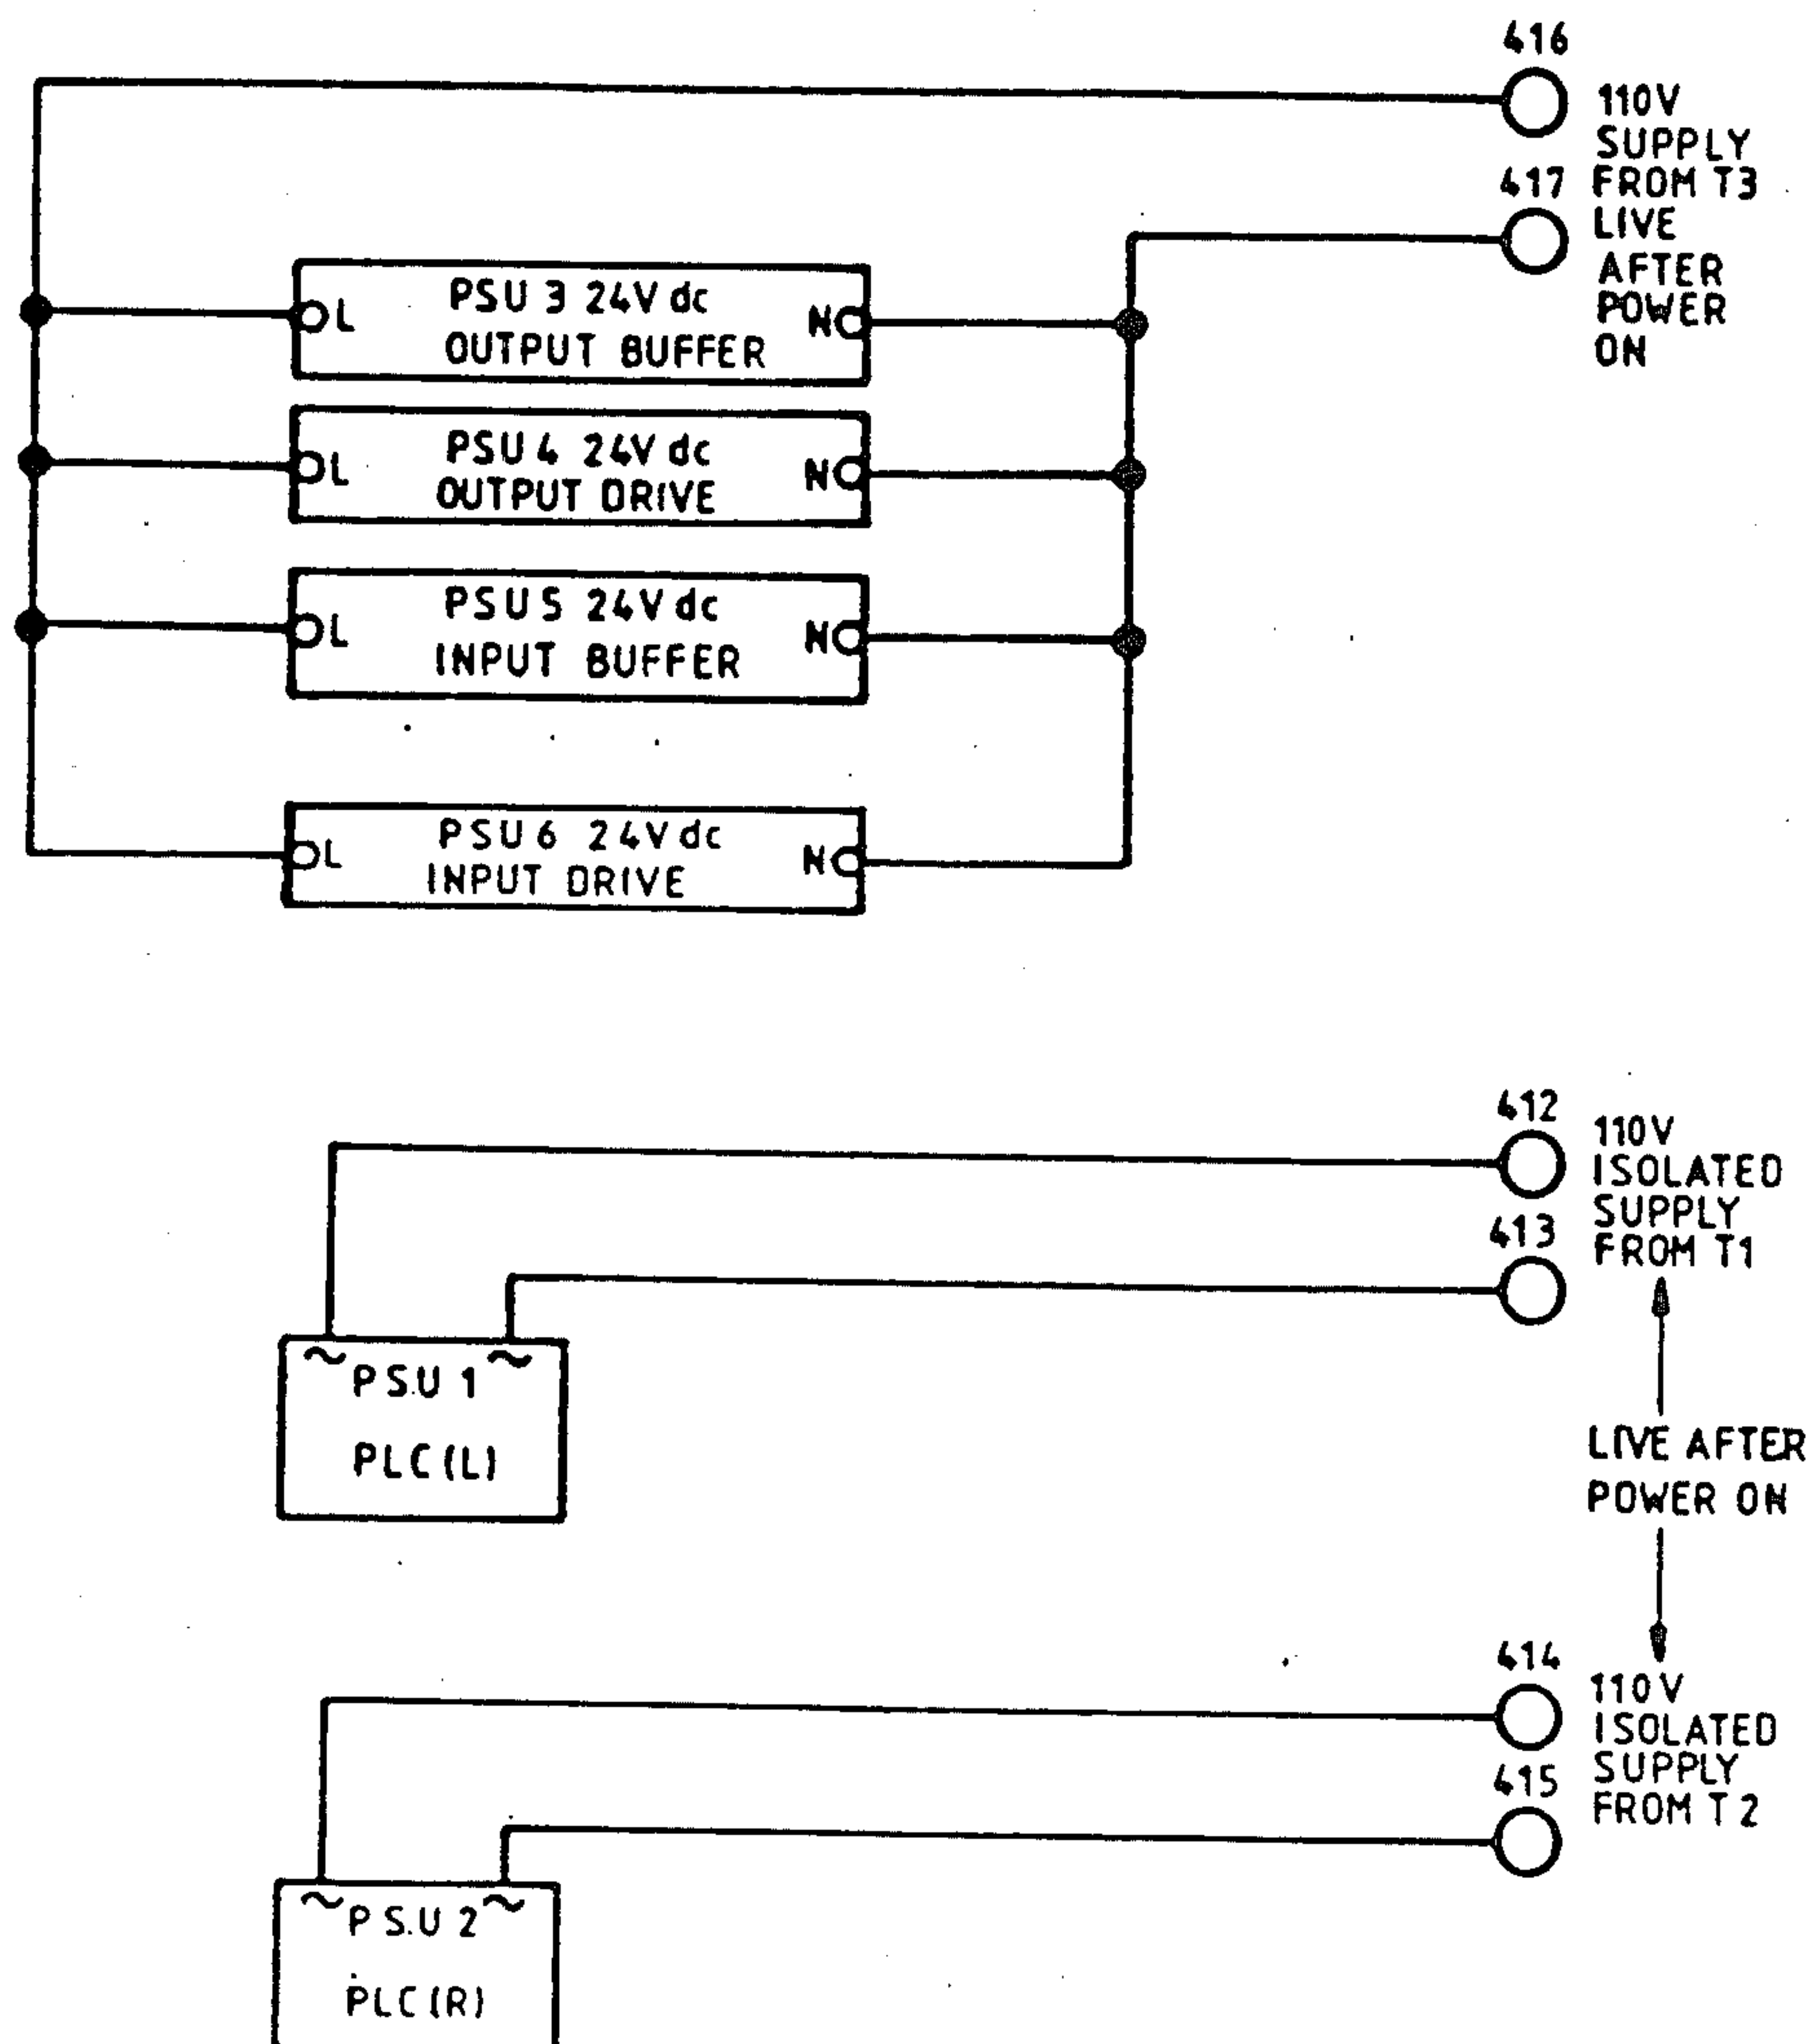 416
110V
SUPPLY
417 FROM T3
LIVE
AFTER
POWER
ON
L PSU 3 24V dc N
OUTPUT BUFFER
L PSU 4 24V dc N
OUTPUT DRIVE
L PSU 5 24V dc N
INPUT BUFFER
L PSU 6 24V dc N
INPUT DRIVE
412
110V
ISOLATED
SUPPLY
413
FROM T1
~ ~
P.S.U 1
PLC (L)
LIVE AFTER
POWER ON
414
110V
ISOLATED
SUPPLY
415
FROM T2
~ ~
P S.U 2
PLC (R)